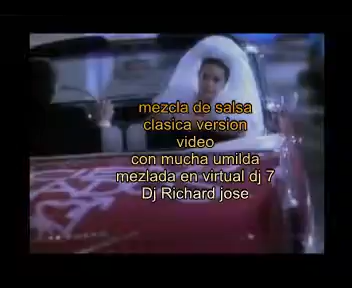 mezcla de salsa
clasica version
video
con mucha umilda
mezlada en virtual dj 7
Dj Richard jose